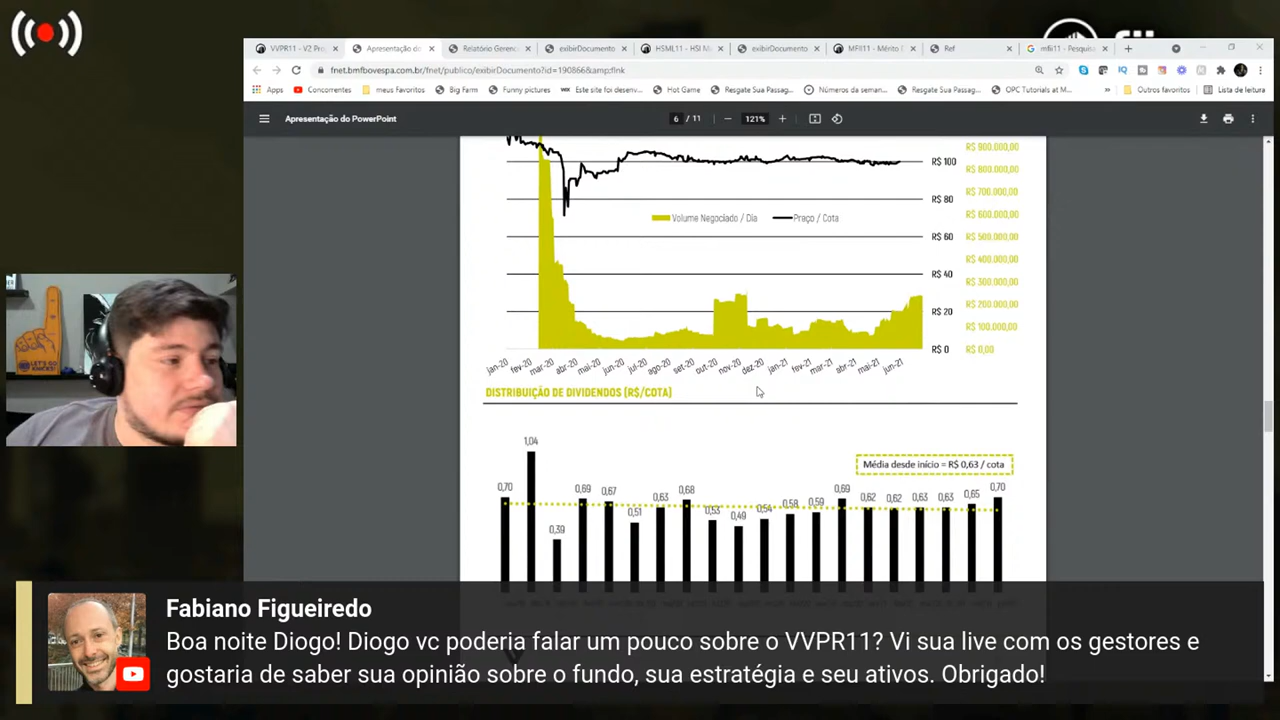 fii
VVPR11 - V2 Pro
Apresentação do
Relatório Gerenc
exibirDocumento
HSML11 - HSI M
exibirDocumento
MFII11 - Mérito D
Ref
mfii11 - Pesquisa
fnet.bmfbovespa.com.br/fnet/publico/exibirDocumento?id=190866&amp;flnk
Apps
Concorrentes
meus Favoritos
Big Farm
Funny pictures
Este site foi desenv...
Hot Game
Resgate Sua Passag...
Números da seman...
Resgate Sua Passag...
OPC Tutorials at M...
Outros favoritos
Lista de leitura
Apresentação do PowerPoint
6 / 11
121%
R$ 900.000,00
R$ 100
R$ 800.000,00
R$ 700.000,00
R$ 80
R$ 600.000,00
Volume Negociado / Dia
Preço / Cota
R$ 60
R$ 500.000,00
R$ 400.000,00
R$ 40
R$ 300.000,00
R$ 200.000,00
R$ 20
R$ 100.000,00
R$ 0
R$ 0,00
jan-20 fev-20 mar-20 abr-20 mai-20 jun-20 jul-20 ago-20 set-20 out-20 nov-20 dez-20 jan-21 fev-21 mar-21 abr-21 mai-21 jun-21
DISTRIBUIÇÃO DE DIVIDENDOS (R$/COTA)
Média desde início = R$ 0,63 / cota
0,70 1,04 0,39 0,69 0,67 0,51 0,63 0,68 0,53 0,49 0,54 0,58 0,59 0,69 0,62 0,62 0,63 0,63 0,65 0,70
LET'S GO
KNICKS!
Fabiano Figueiredo
Boa noite Diogo! Diogo vc poderia falar um pouco sobre o VVPR11? Vi sua live com os gestores e
gostaria de saber sua opinião sobre o fundo, sua estratégia e seu ativos. Obrigado!